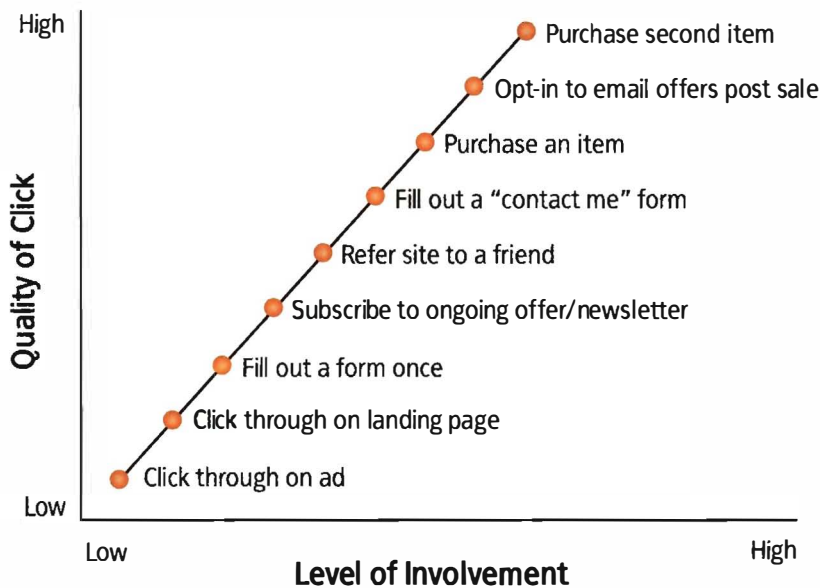 High
Purchase second item
Opt-in to email offers post sale
Purchase an item
Fill out a “contact me” form
Refer site to a friend
Subscribe to ongoing offer/newsletter
Fill out a form once
Click through on landing page
Click through on ad
Quality of Click
Low
Low
High
Level of Involvement